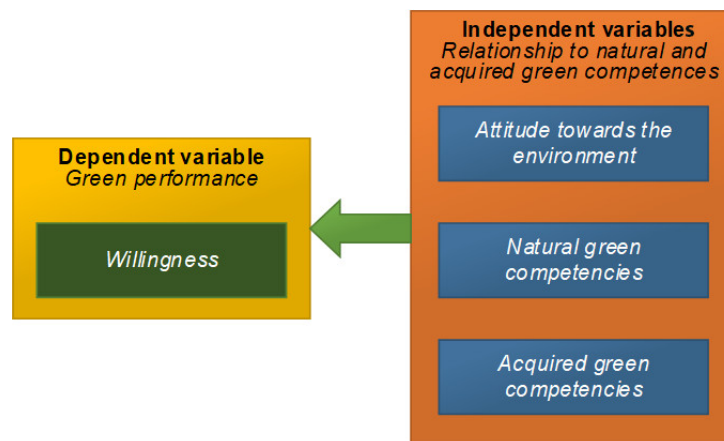 Dependent variable
Green performance
Willingness
Independent variables
Relationship to natural and
acquired green competences
Attitude towards the
environment
Natural green
competencies
Acquired green
competencies